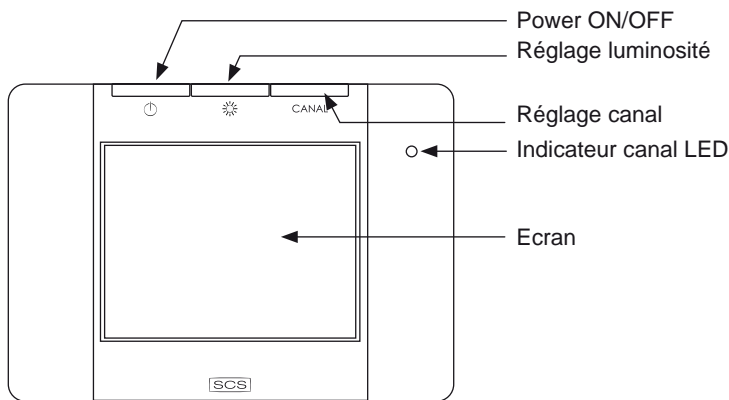 Power ON/OFF
Réglage luminosité
Réglage canal
CANAL
Indicateur canal LED
Ecran
SCS